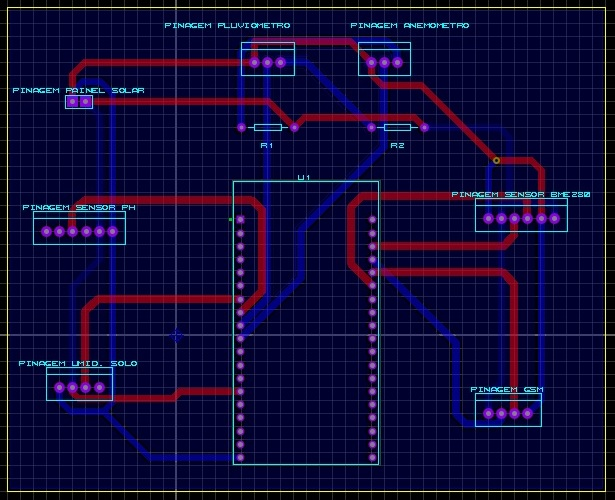 PINAGEM PLUVIOMETRO
PINAGEM ANEMOMETRO
PINAGEM PAINEL SOLAR
R1
R2
U1
PINAGEM SENSOR BME280
PINAGEM SENSOR PH
PINAGEM UMID. SOLO
PINAGEM GSM